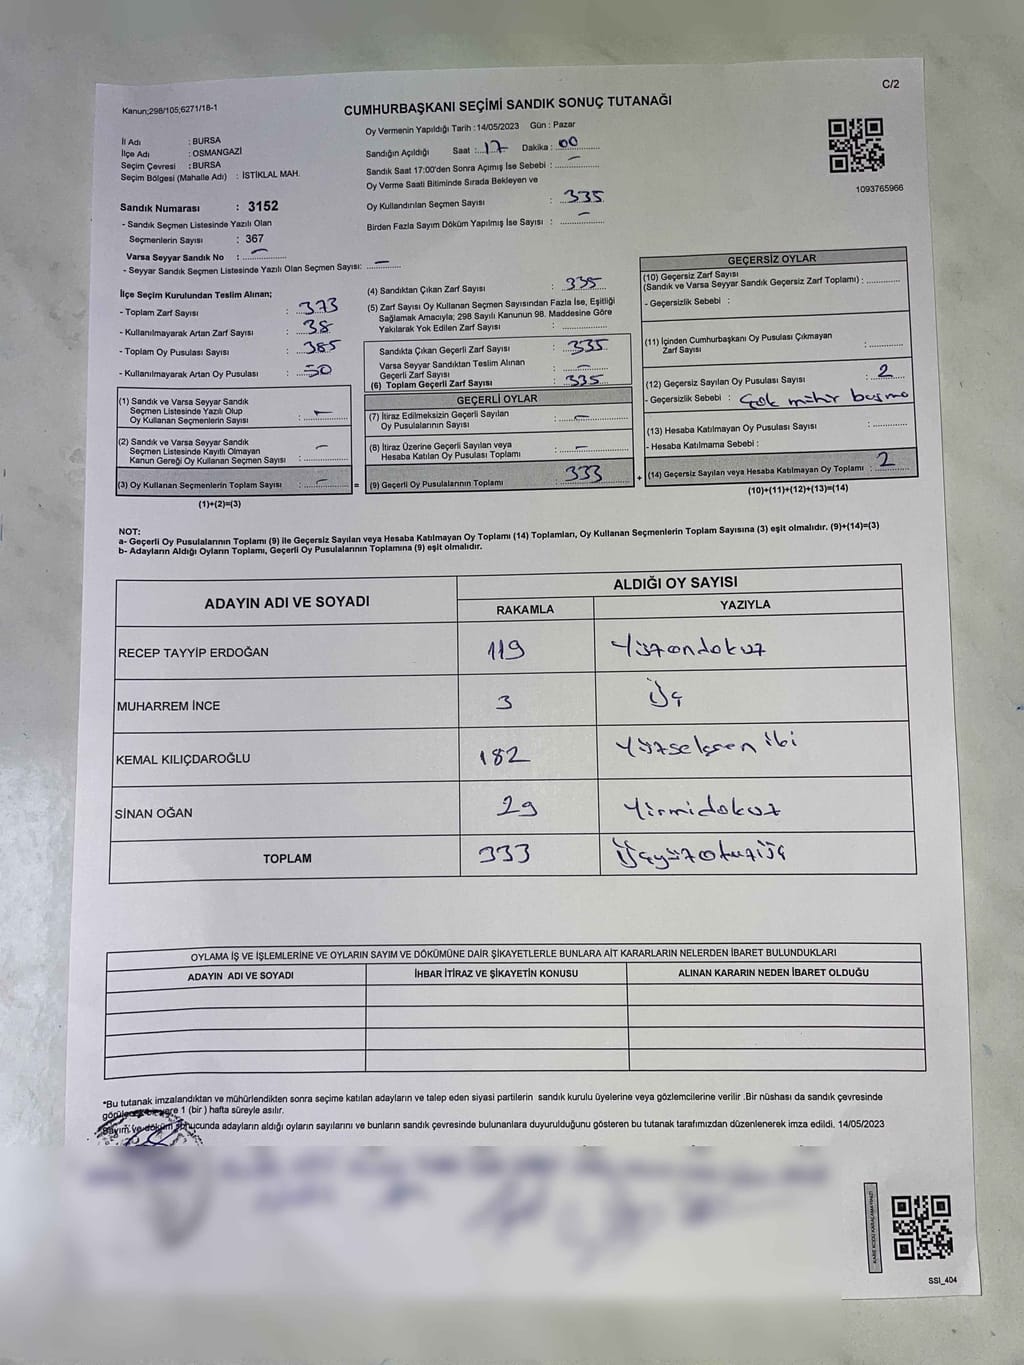 C/2
Kanun;298/105;6271/18-1
CUMHURBAŞKANI SEÇİMİ SANDIK SONUÇ TUTANAĞI
İl Adı : BURSA
İlçe Adı : OSMANGAZİ
Seçim Çevresi : BURSA
Seçim Bölgesi (Mahalle Adı) : İSTİKLAL MAH.
Sandık Numarası : 3152
- Sandık Seçmen Listesinde Yazılı Olan
Seçmenlerin Sayısı : 367
Varsa Seyyar Sandık No : –
- Seyyar Sandık Seçmen Listesinde Yazılı Olan Seçmen Sayısı: –
Oy Vermenin Yapıldığı Tarih : 14/05/2023 Gün : Pazar
Sandığın Açıldığı Saat : 17 Dakika : 00
Sandık Saat 17:00'den Sonra Açımış İse Sebebi : –
Oy Verme Saati Bitiminde Sırada Bekleyen ve
Oy Kullandırılan Seçmen Sayısı : 335
Birden Fazla Sayım Döküm Yapılmış İse Sayısı : –
1093765966
İlçe Seçim Kurulundan Teslim Alınan;
- Toplam Zarf Sayısı : 373
- Kullanılmayarak Artan Zarf Sayısı : 38
- Toplam Oy Pusulası Sayısı : 385
- Kullanılmayarak Artan Oy Pusulası : 50
(1) Sandık ve Varsa Seyyar Sandık
Seçmen Listesinde Yazılı Olup
Oy Kullanan Seçmenlerin Sayısı : –
(2) Sandık ve Varsa Seyyar Sandık
Seçmen Listesinde Kayıtlı Olmayan
Kanun Gereği Oy Kullanan Seçmen Sayısı : –
(3) Oy Kullanan Seçmenlerin Toplam Sayısı : –
(1)+(2)=(3)
(4) Sandıktan Çıkan Zarf Sayısı : 335
(5) Zarf Sayısı Oy Kullanan Seçmen Sayısından Fazla İse, Eşitliği
Sağlamak Amacıyla; 298 Sayılı Kanunun 98. Maddesine Göre
Yakılarak Yok Edilen Zarf Sayısı :
Sandıkta Çıkan Geçerli Zarf Sayısı : 335
Varsa Seyyar Sandıktan Teslim Alınan
Geçerli Zarf Sayısı : –
(6) Toplam Geçerli Zarf Sayısı : 335
GEÇERLİ OYLAR
(7) İtiraz Edilmeksizin Geçerli Sayılan
Oy Pusulalarının Sayısı : –
(8) İtiraz Üzerine Geçerli Sayılan veya
Hesaba Katılan Oy Pusulası Toplamı : –
= (9) Geçerli Oy Pusulalarının Toplamı 333
GEÇERSİZ OYLAR
(10) Geçersiz Zarf Sayısı
(Sandık ve Varsa Seyyar Sandık Geçersiz Zarf Toplamı) :
- Geçersizlik Sebebi :
(11) İçinden Cumhurbaşkanı Oy Pusulası Çıkmayan
Zarf Sayısı :
(12) Geçersiz Sayılan Oy Pusulası Sayısı : 2
- Geçersizlik Sebebi : Çok mühir basma
(13) Hesaba Katılmayan Oy Pusulası Sayısı :
- Hesaba Katılmama Sebebi :
+ (14) Geçersiz Sayılan veya Hesaba Katılmayan Oy Toplamı : 2
(10)+(11)+(12)+(13)=(14)
NOT:
a- Geçerli Oy Pusulalarının Toplamı (9) ile Geçersiz Sayılan veya Hesaba Katılmayan Oy Toplamı (14) Toplamları, Oy Kullanan Seçmenlerin Toplam Sayısına (3) eşit olmalıdır. (9)+(14)=(3)
b- Adayların Aldığı Oyların Toplamı, Geçerli Oy Pusulalarının Toplamına (9) eşit olmalıdır.
ADAYIN ADI VE SOYADI ALDIĞI OY SAYISI
RAKAMLA YAZIYLA
RECEP TAYYİP ERDOĞAN 119 Yüzondokuz
MUHARREM İNCE 3 Üç
KEMAL KILIÇDAROĞLU 182 Yüzselçsen ibi
SİNAN OĞAN 29 Yirmidokuz
TOPLAM 333 Üçyüzotuzüç
OYLAMA İŞ VE İŞLEMLERİNE VE OYLARIN SAYIM VE DÖKÜMÜNE DAİR ŞİKAYETLERLE BUNLARA AİT KARARLARIN NELERDEN İBARET BULUNDUKLARI
ADAYIN ADI VE SOYADI İHBAR İTİRAZ VE ŞİKAYETİN KONUSU ALINAN KARARIN NEDEN İBARET OLDUĞU
*Bu tutanak imzalandıktan ve mühürlendikten sonra seçime katılan adayların ve talep eden siyasi partilerin sandık kurulu üyelerine veya gözlemcilerine verilir .Bir nüshası da sandık çevresinde
1 (bir ) hafta süreyle asılır.
Sayım ve döküm sonucunda adayların aldığı oyların sayılarını ve bunların sandık çevresinde bulunanlara duyurulduğunu gösteren bu tutanak tarafımızdan düzenlenerek imza edildi. 14/05/2023
SSI_404